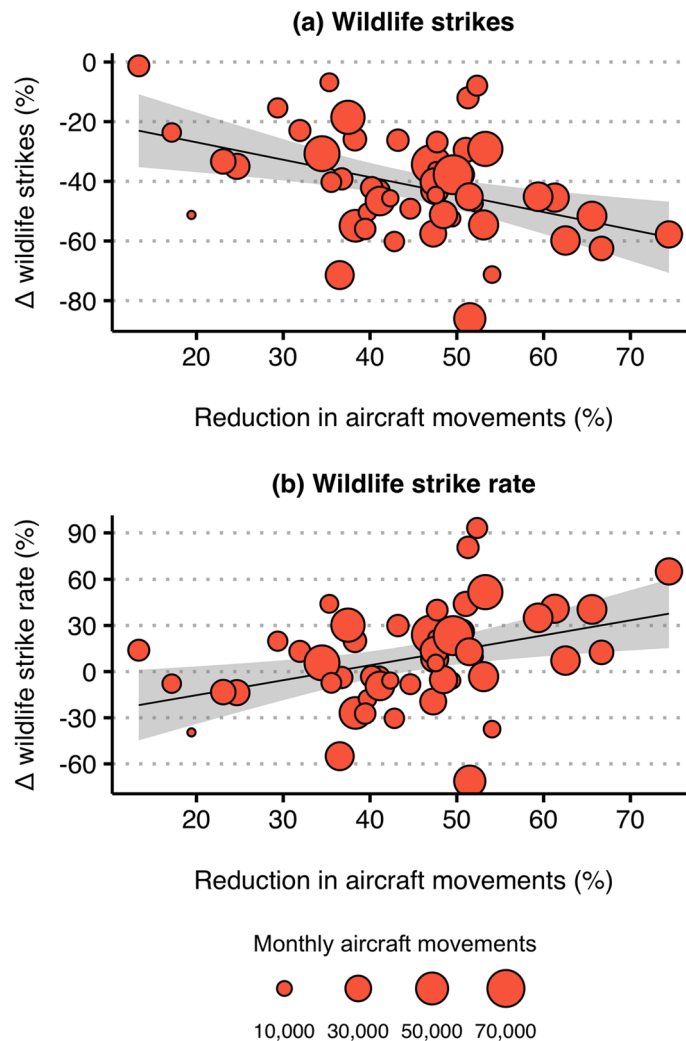 (a) Wildlife strikes
Δ wildlife strikes (%)
0
-20
-40
-60
-80
20 30 40 50 60 70
Reduction in aircraft movements (%)
(b) Wildlife strike rate
Δ wildlife strike rate (%)
90
60
30
0
-30
-60
20 30 40 50 60 70
Reduction in aircraft movements (%)
Monthly aircraft movements
10,000 30,000 50,000 70,000